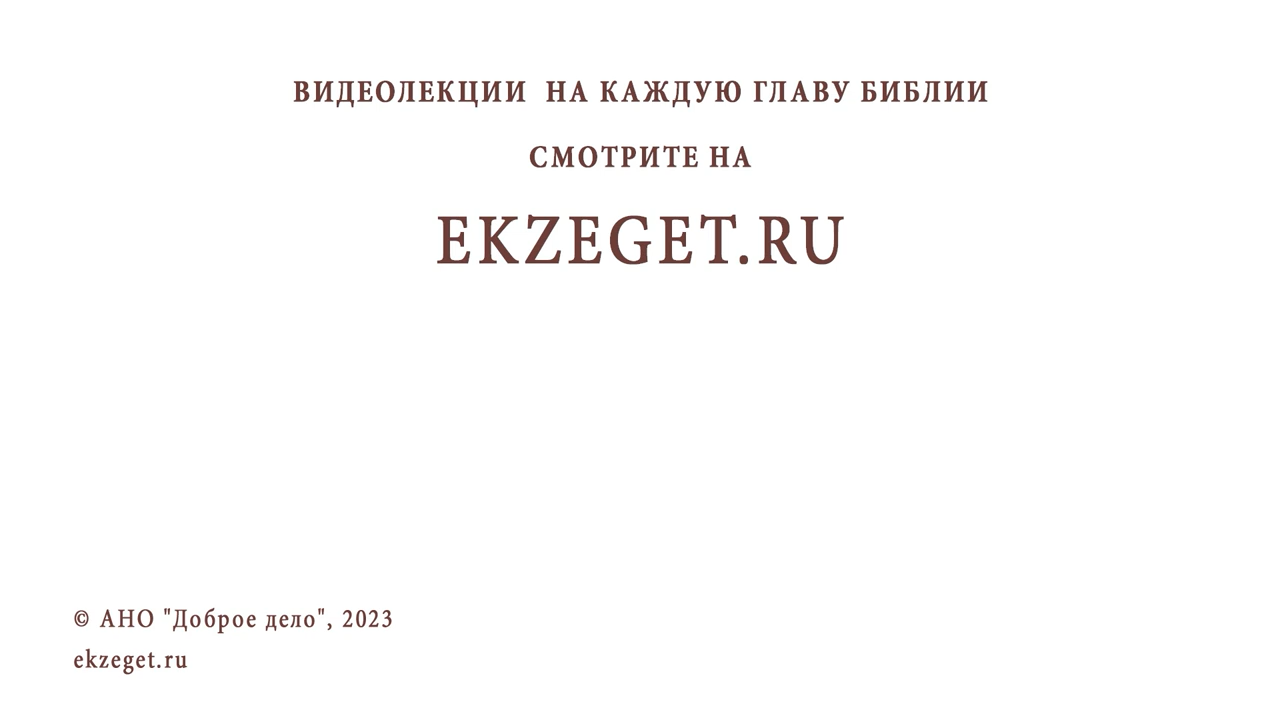 ВИДЕОЛЕКЦИИ  НА КАЖДУЮ ГЛАВУ БИБЛИИ
СМОТРИТЕ НА
EKZEGET.RU
© АНО "Доброе дело", 2023
ekzeget.ru